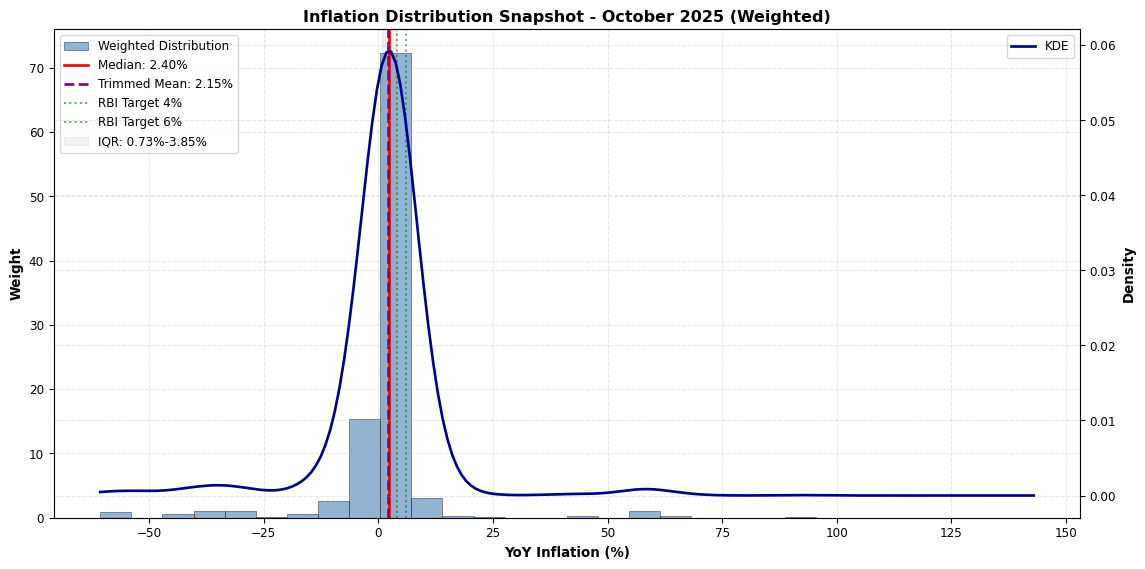 Inflation Distribution Snapshot - October 2025 (Weighted)
Weighted Distribution
Median: 2.40%
Trimmed Mean: 2.15%
RBI Target 4%
RBI Target 6%
IQR: 0.73%-3.85%
KDE
Weight
70
60
50
40
30
20
10
0
0.06
0.05
0.04
0.03
0.02
0.01
0.00
Density
−50
−25
0
25
50
75
100
125
150
YoY Inflation (%)